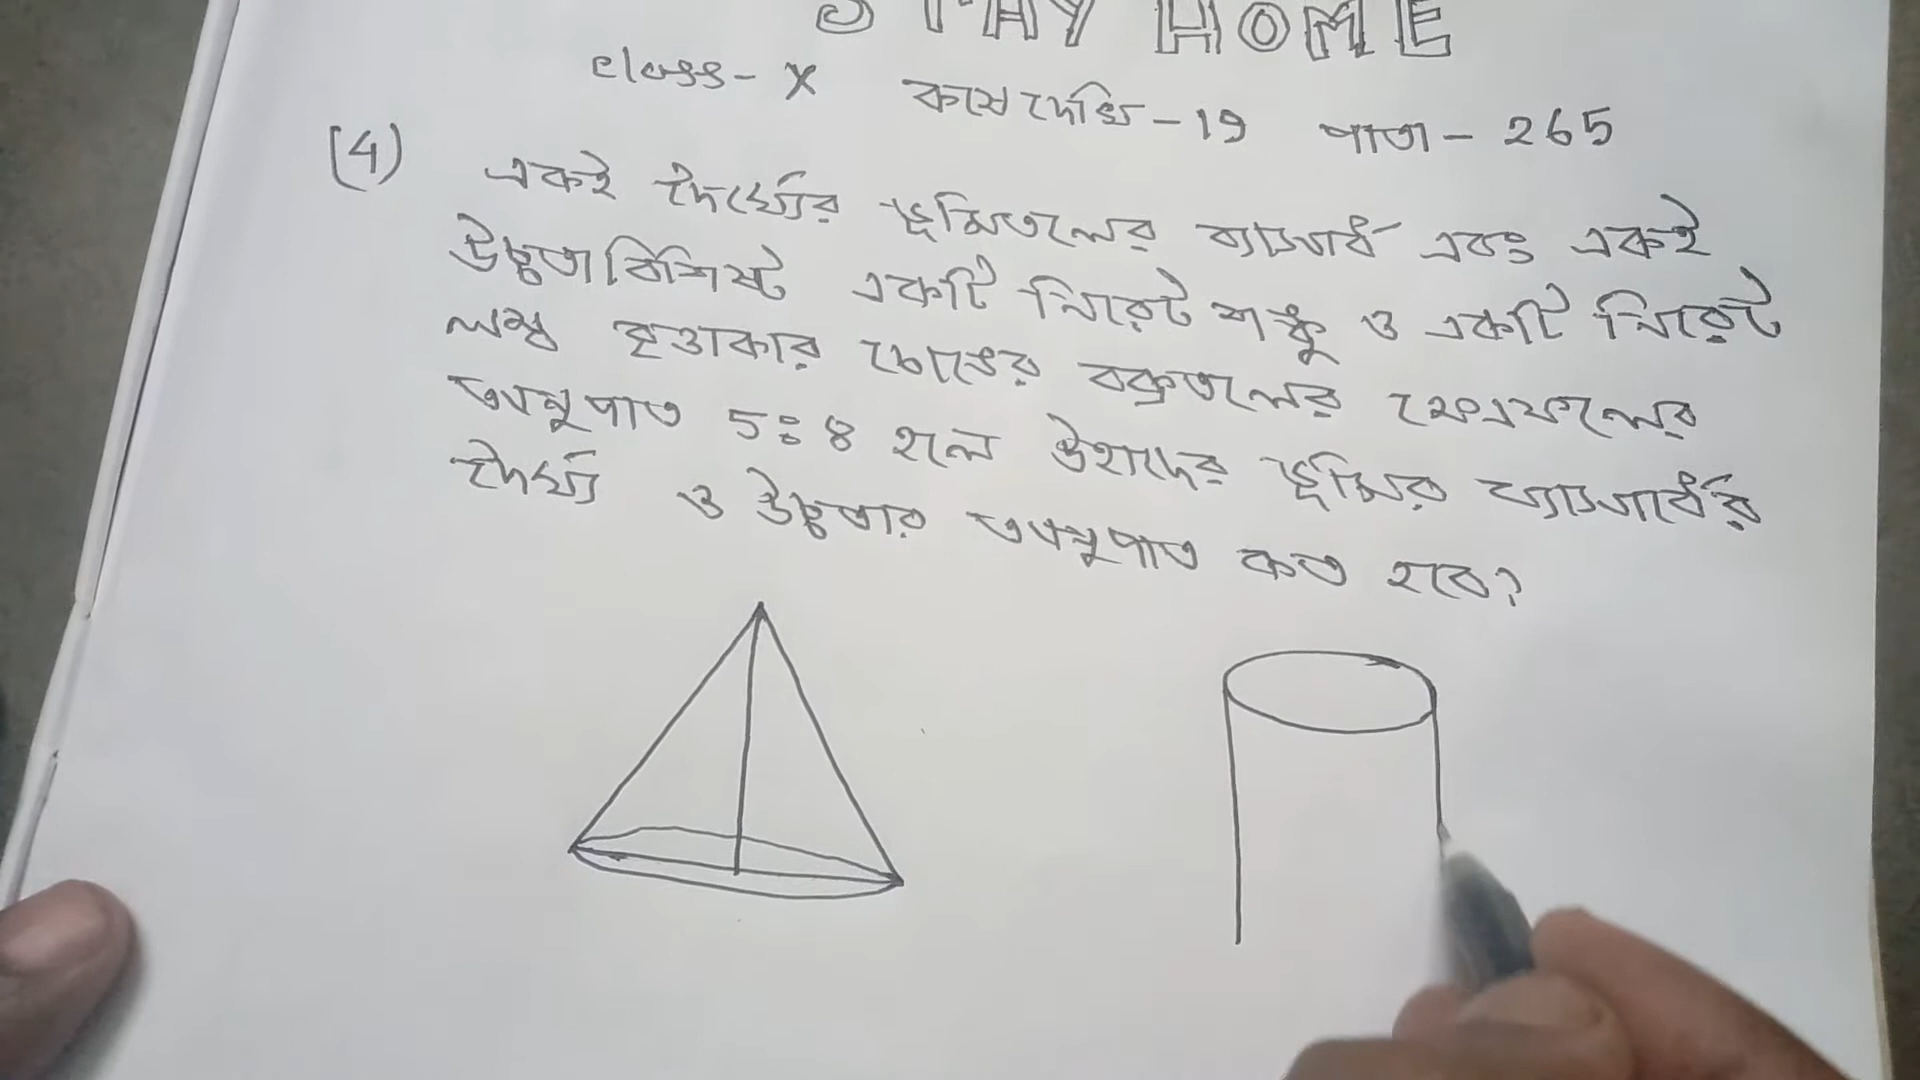 STAY HOME
class - X কষে দেখি - 19 পাতা - 265
(4) একই দৈর্ঘ্যের ভূমিতলের ব্যাসার্ধ এবং একই
উচ্চতাবিশিষ্ট একটি নিরেট শঙ্কু ও একটি নিরেট
লম্ব বৃত্তাকার চোঙের বক্রতলের ক্ষেত্রফলের
অনুপাত 5:8 হলে উহাদের ভূমির ব্যাসার্ধের
দৈর্ঘ্য ও উচ্চতার অনুপাত কত হবে?